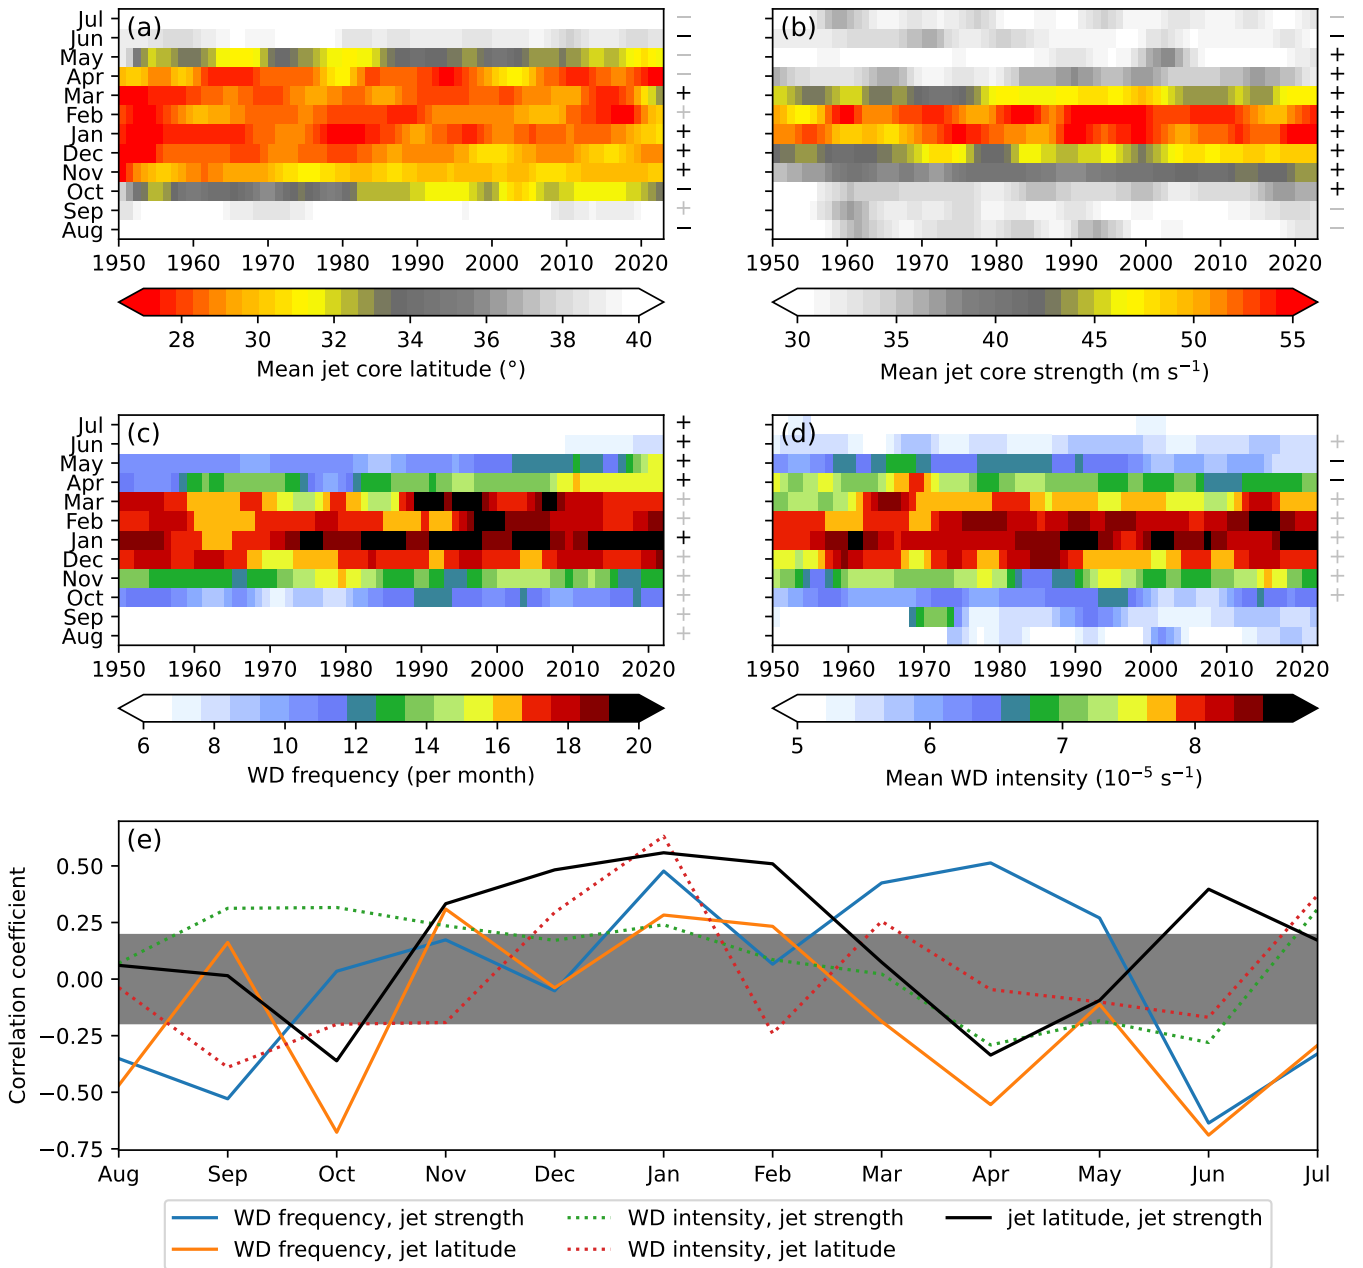 (a)
Jul
Jun
May
Apr
Mar
Feb
Jan
Dec
Nov
Oct
Sep
Aug
− − − − + + + + + − + −
1950 1960 1970 1980 1990 2000 2010 2020
28 30 32 34 36 38 40
Mean jet core latitude (°)
(b)
− − + + + + + + + + − −
1950 1960 1970 1980 1990 2000 2010 2020
30 35 40 45 50 55
Mean jet core strength (m s⁻¹)
(c)
Jul
Jun
May
Apr
Mar
Feb
Jan
Dec
Nov
Oct
Sep
Aug
+ + + + + + + + + + + +
1950 1960 1970 1980 1990 2000 2010 2020
6 8 10 12 14 16 18 20
WD frequency (per month)
(d)
+ − − + + + + + +
1950 1960 1970 1980 1990 2000 2010 2020
5 6 7 8
Mean WD intensity (10⁻⁵ s⁻¹)
(e)
Correlation coefficient
0.50
0.25
0.00
−0.25
−0.50
−0.75
Aug Sep Oct Nov Dec Jan Feb Mar Apr May Jun Jul
WD frequency, jet strength
WD frequency, jet latitude
WD intensity, jet strength
WD intensity, jet latitude
jet latitude, jet strength